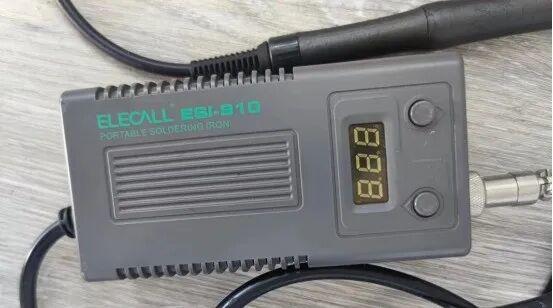 ELECALL® ESI-910
PORTABLE SOLDERING IRON
888